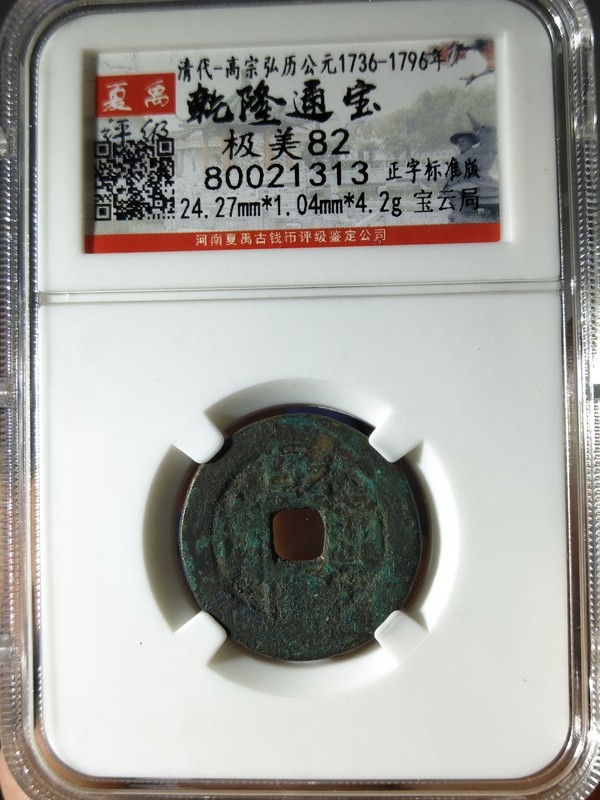 清代-高宗弘历公元1736-1796年
夏禹
评级
乾隆通宝
极美82
80021313 正字标准版
24.27mm*1.04mm*4.2g 宝云局
河南夏禹古钱币评级鉴定公司